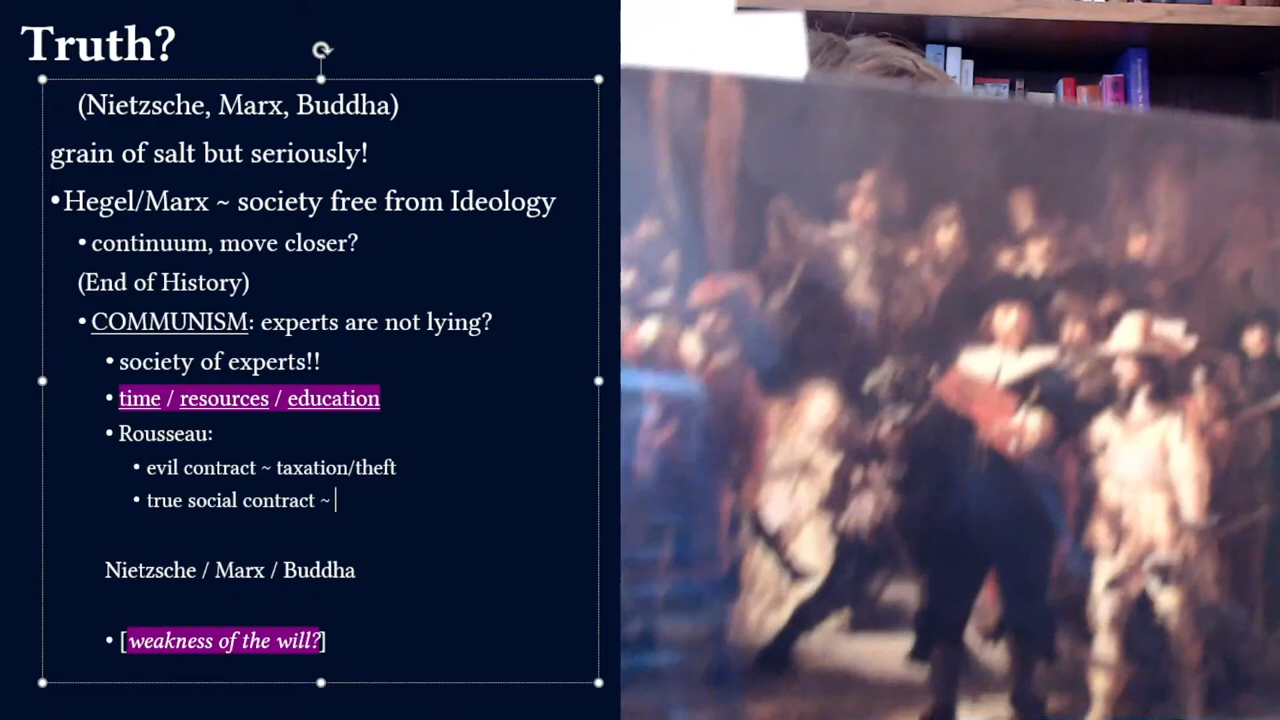 Truth?
(Nietzsche, Marx, Buddha)
grain of salt but seriously!
•Hegel/Marx ~ society free from Ideology
• continuum, move closer?
(End of History)
• COMMUNISM: experts are not lying?
• society of experts!!
• time / resources / education
• Rousseau:
• evil contract ~ taxation/theft
• true social contract ~
Nietzsche / Marx / Buddha
• [weakness of the will?]